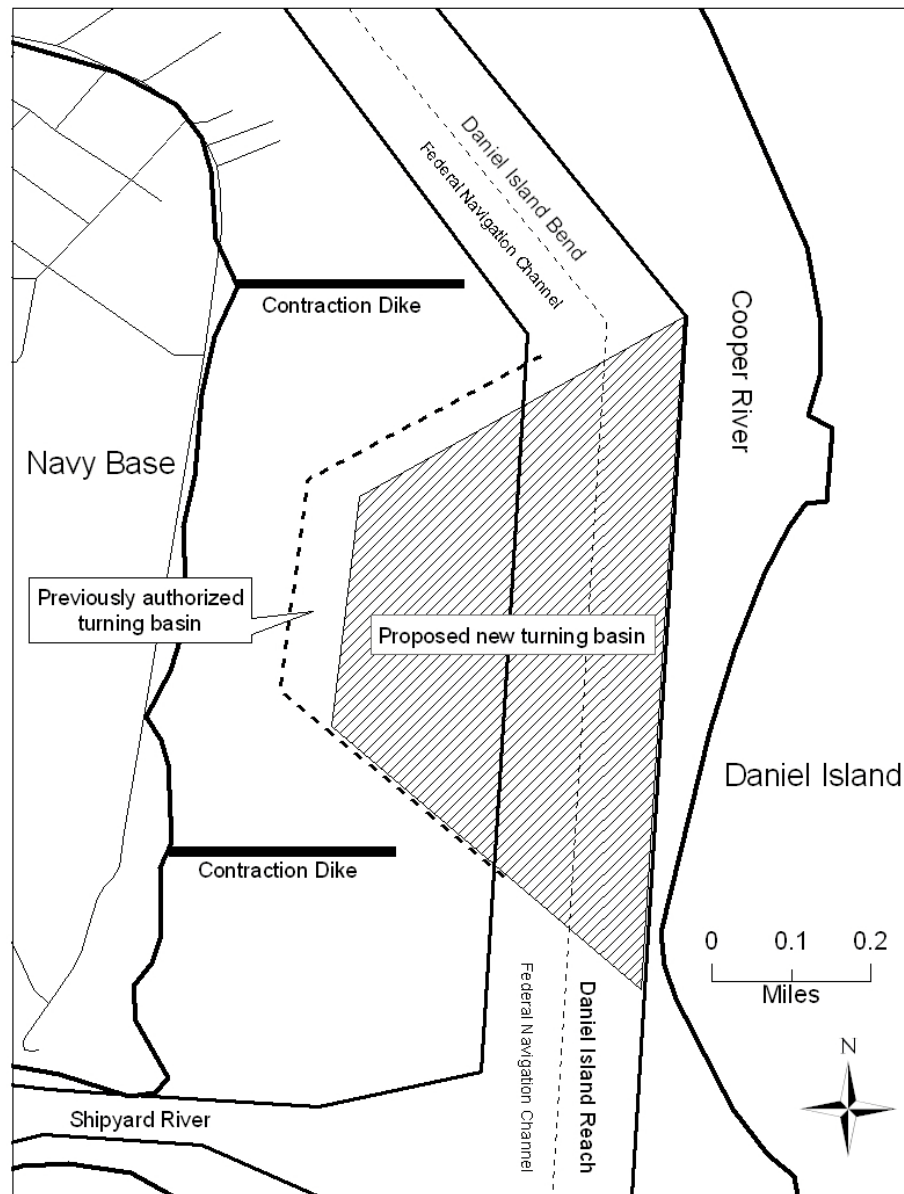 Daniel Island Bend
Federal Navigation Channel
Contraction Dike
Cooper River
Navy Base
Previously authorized
turning basin
Proposed new turning basin
Daniel Island
Contraction Dike
0 0.1 0.2
Miles
Federal Navigation Channel
Daniel Island Reach
N
Shipyard River